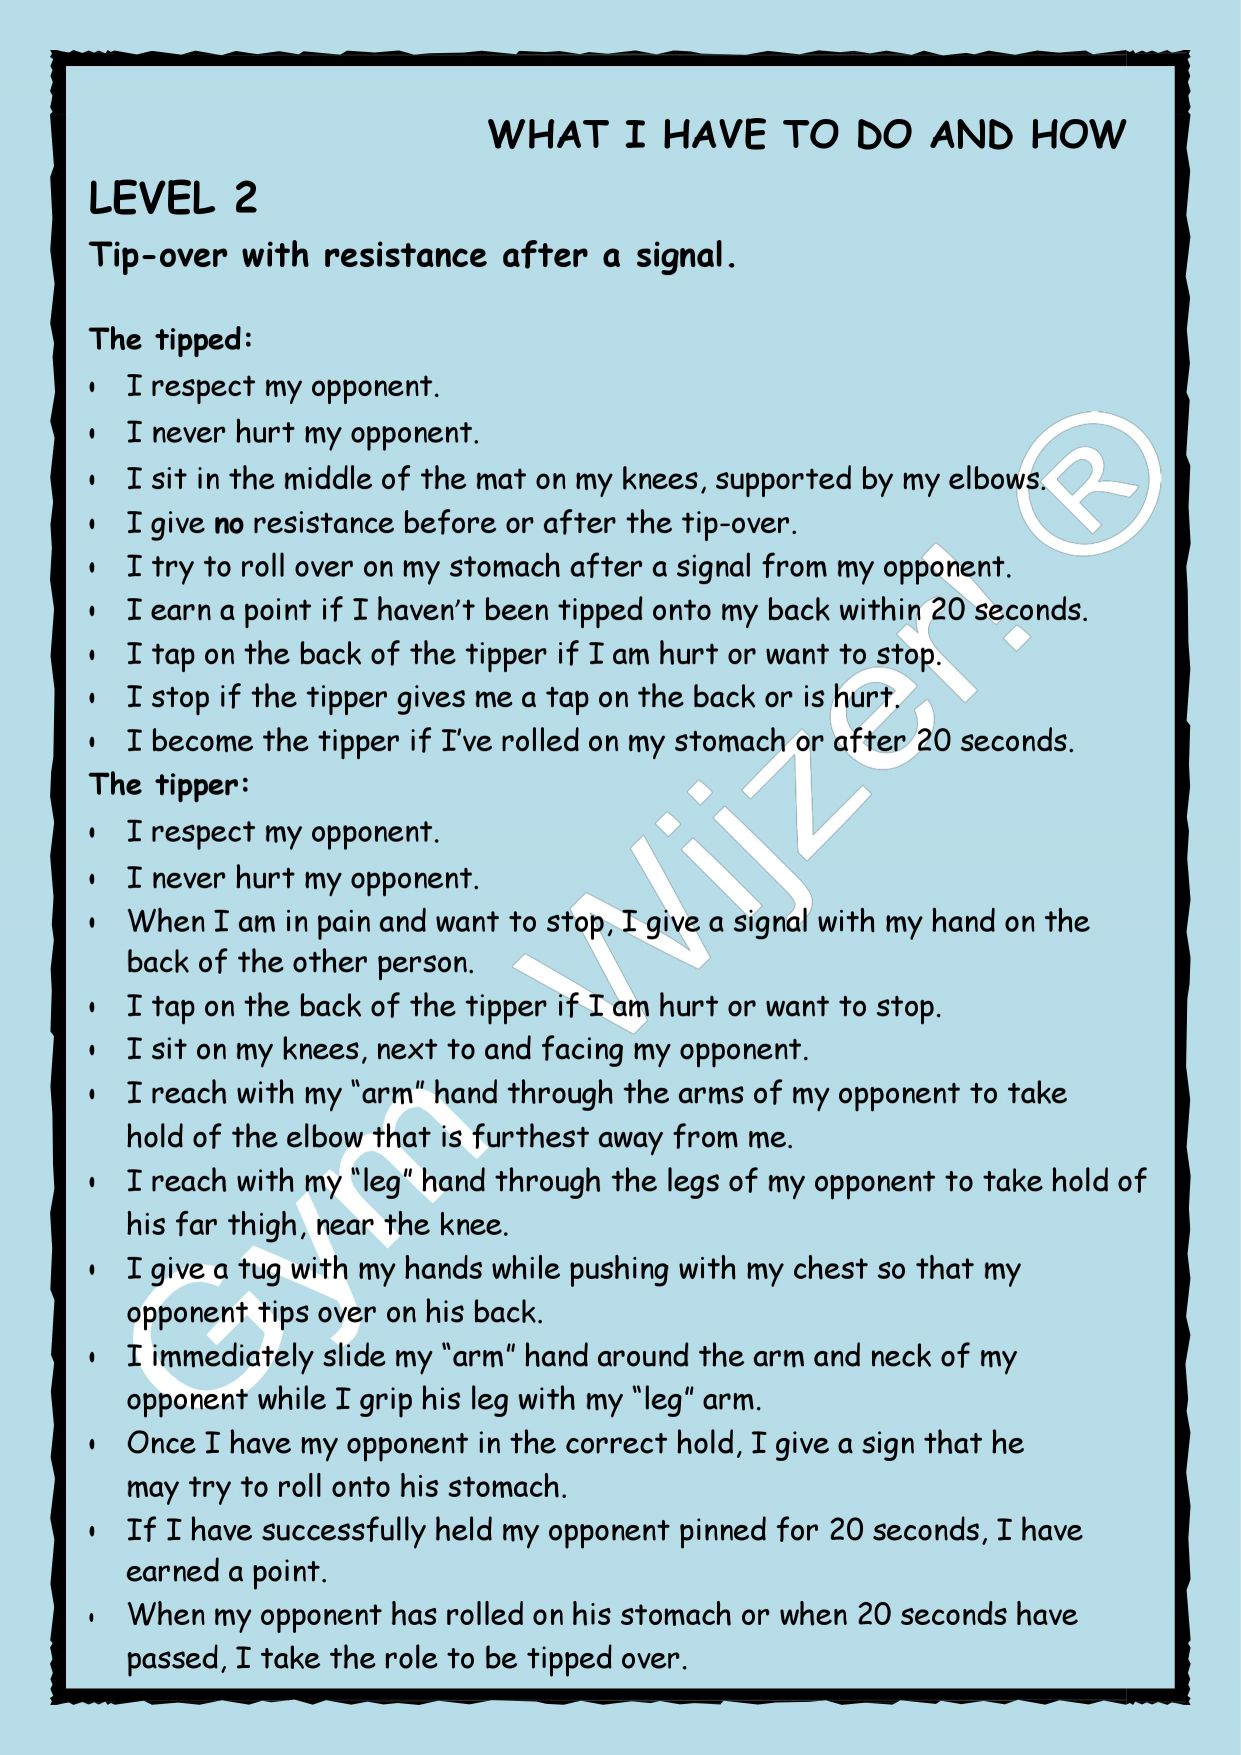 WHAT I HAVE TO DO AND HOW
LEVEL 2
Tip-over with resistance after a signal.
The tipped:
• I respect my opponent.
• I never hurt my opponent.
• I sit in the middle of the mat on my knees, supported by my elbows.
• I give no resistance before or after the tip-over.
• I try to roll over on my stomach after a signal from my opponent.
• I earn a point if I haven't been tipped onto my back within 20 seconds.
• I tap on the back of the tipper if I am hurt or want to stop.
• I stop if the tipper gives me a tap on the back or is hurt.
• I become the tipper if I've rolled on my stomach or after 20 seconds.
The tipper:
• I respect my opponent.
• I never hurt my opponent.
• When I am in pain and want to stop, I give a signal with my hand on the
back of the other person.
• I tap on the back of the tipper if I am hurt or want to stop.
• I sit on my knees, next to and facing my opponent.
• I reach with my “arm” hand through the arms of my opponent to take
hold of the elbow that is furthest away from me.
• I reach with my “leg” hand through the legs of my opponent to take hold of
his far thigh, near the knee.
• I give a tug with my hands while pushing with my chest so that my
opponent tips over on his back.
• I immediately slide my “arm” hand around the arm and neck of my
opponent while I grip his leg with my “leg” arm.
• Once I have my opponent in the correct hold, I give a sign that he
may try to roll onto his stomach.
• If I have successfully held my opponent pinned for 20 seconds, I have
earned a point.
• When my opponent has rolled on his stomach or when 20 seconds have
passed, I take the role to be tipped over.
Gym Wijzer! ®